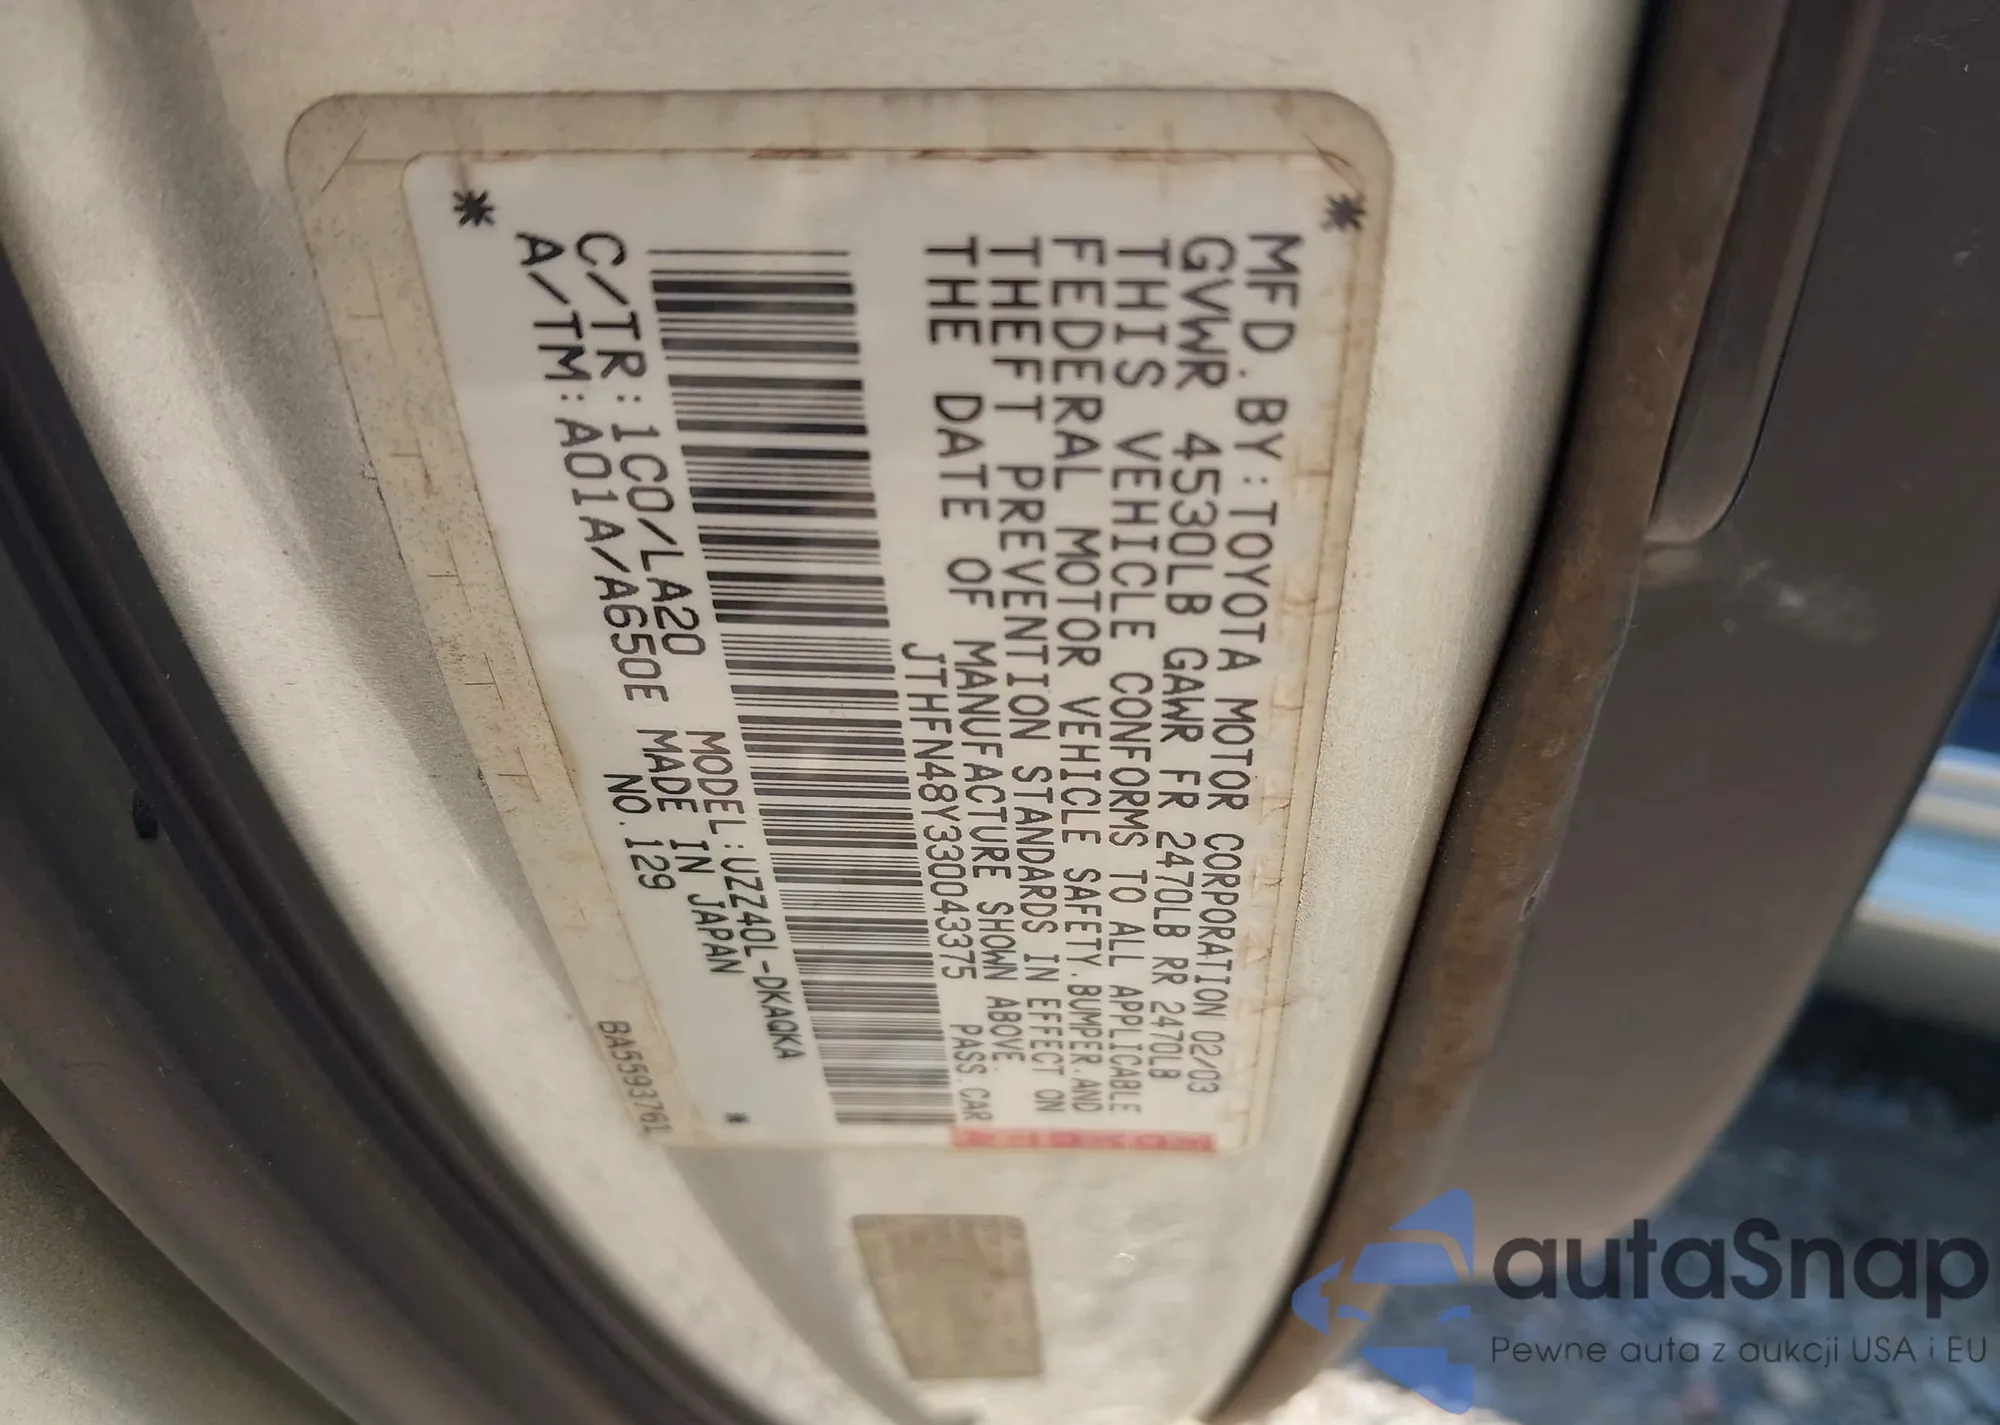 MFD. BY: TOYOTA MOTOR CORPORATION 02/03
GVWR 4530LB GAWR FR 2470LB RR 2470LB
THIS VEHICLE CONFORMS TO ALL APPLICABLE
FEDERAL MOTOR VEHICLE SAFETY.BUMPER.AND
THEFT PREVENTION STANDARDS IN EFFECT ON
THE DATE OF MANUFACTURE SHOWN ABOVE.
JTHFN48Y330043375 PASS.CAR
C/TR: 1C0/LA20 MODEL:UZZ40L-DKAQKA
A/TM: A01A/A650E MADE IN JAPAN
NO.129
BA559376L
autaSnap
Pewne auta z aukcji USA i EU